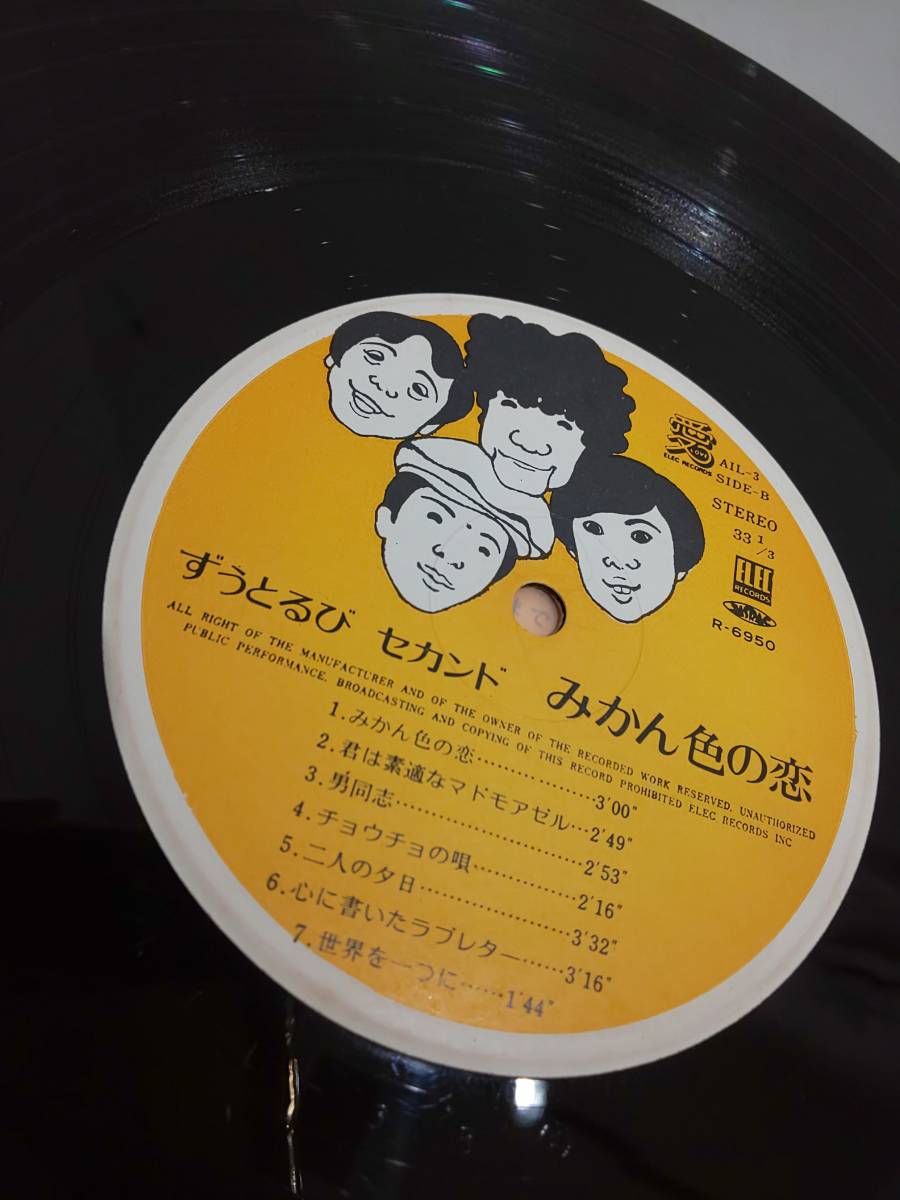 愛
LOVE
ELEC RECORDS
AIL-3
SIDE-B
STEREO
33 1/3
ELEC
RECORDS
R-6950
ずうとるび セカンド みかん色の恋
ALL RIGHT OF THE MANUFACTURER AND OF THE OWNER OF THE RECORDED WORK RESERVED. UNAUTHORIZED
PUBLIC PERFORMANCE. BROADCASTING AND COPYING OF THIS RECORD PROHIBITED ELEC RECORDS INC
1.みかん色の恋…………………3'00"
2.君は素適なマドモアゼル…2'49"
3.男同志…………………………2'53"
4.チョウチョの唄………………2'16"
5.二人の夕日……………………3'32"
6.心に書いたラブレター……3'16"
7.世界を一つに……1'44"